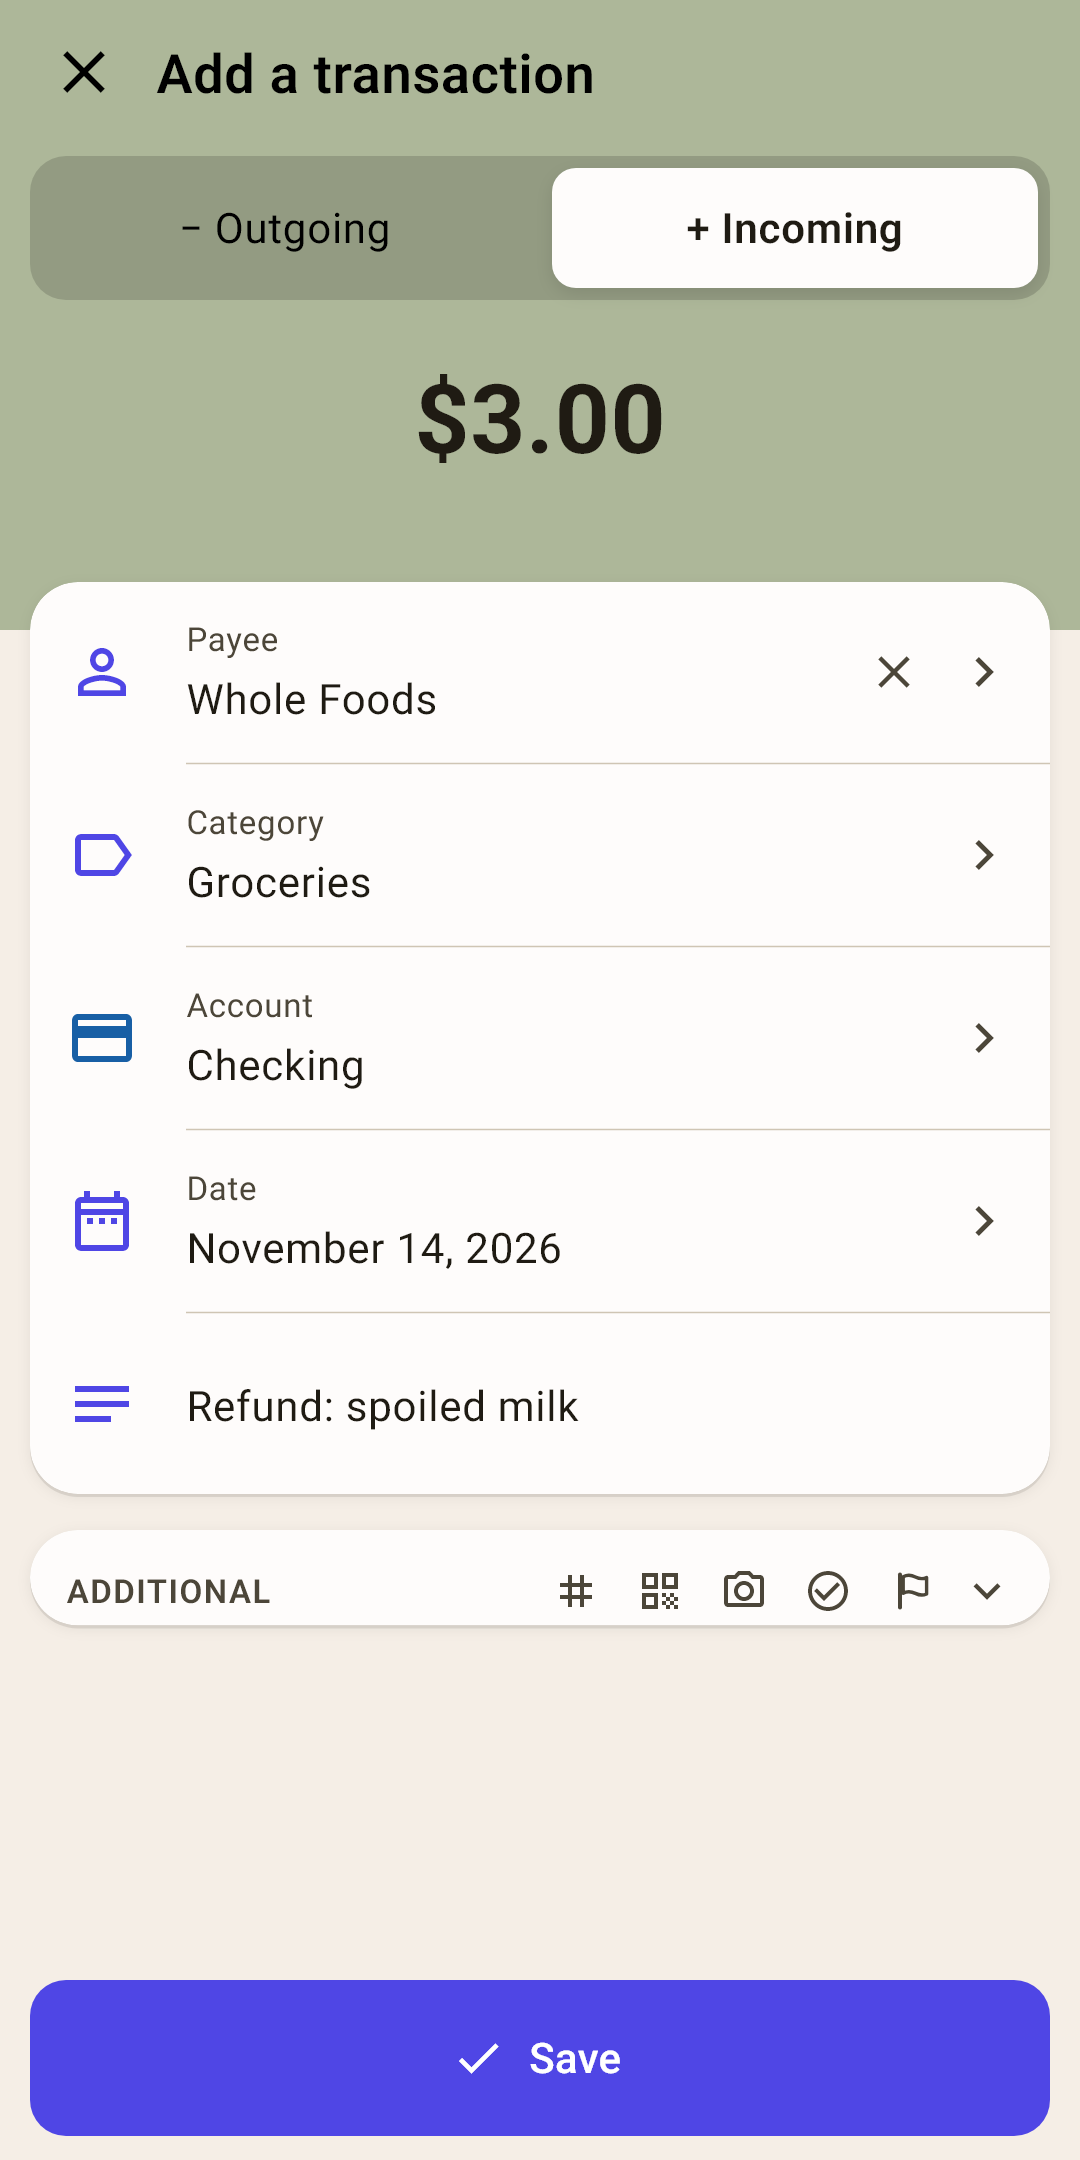 Add a transaction
− Outgoing
+ Incoming
$3.00
Payee
Whole Foods
Category
Groceries
Account
Checking
Date
November 14, 2026
Refund: spoiled milk
ADDITIONAL
Save